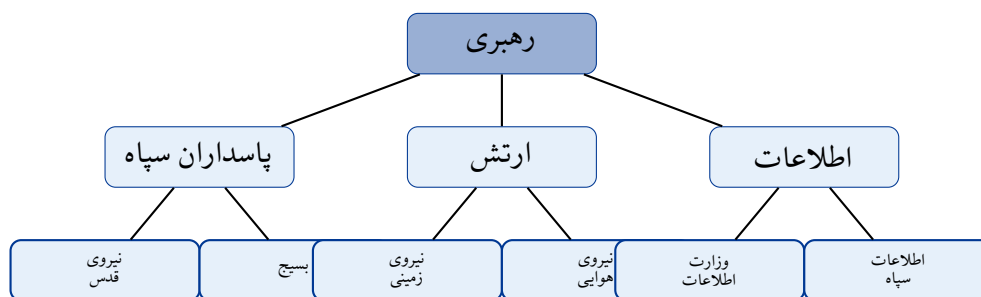 رهبری
اطلاعات
ارتش
پاسداران سپاه
اطلاعات
سپاه
وزارت
اطلاعات
نیروی
هوایی
نیروی
زمینی
بسیج
نیروی
قدس